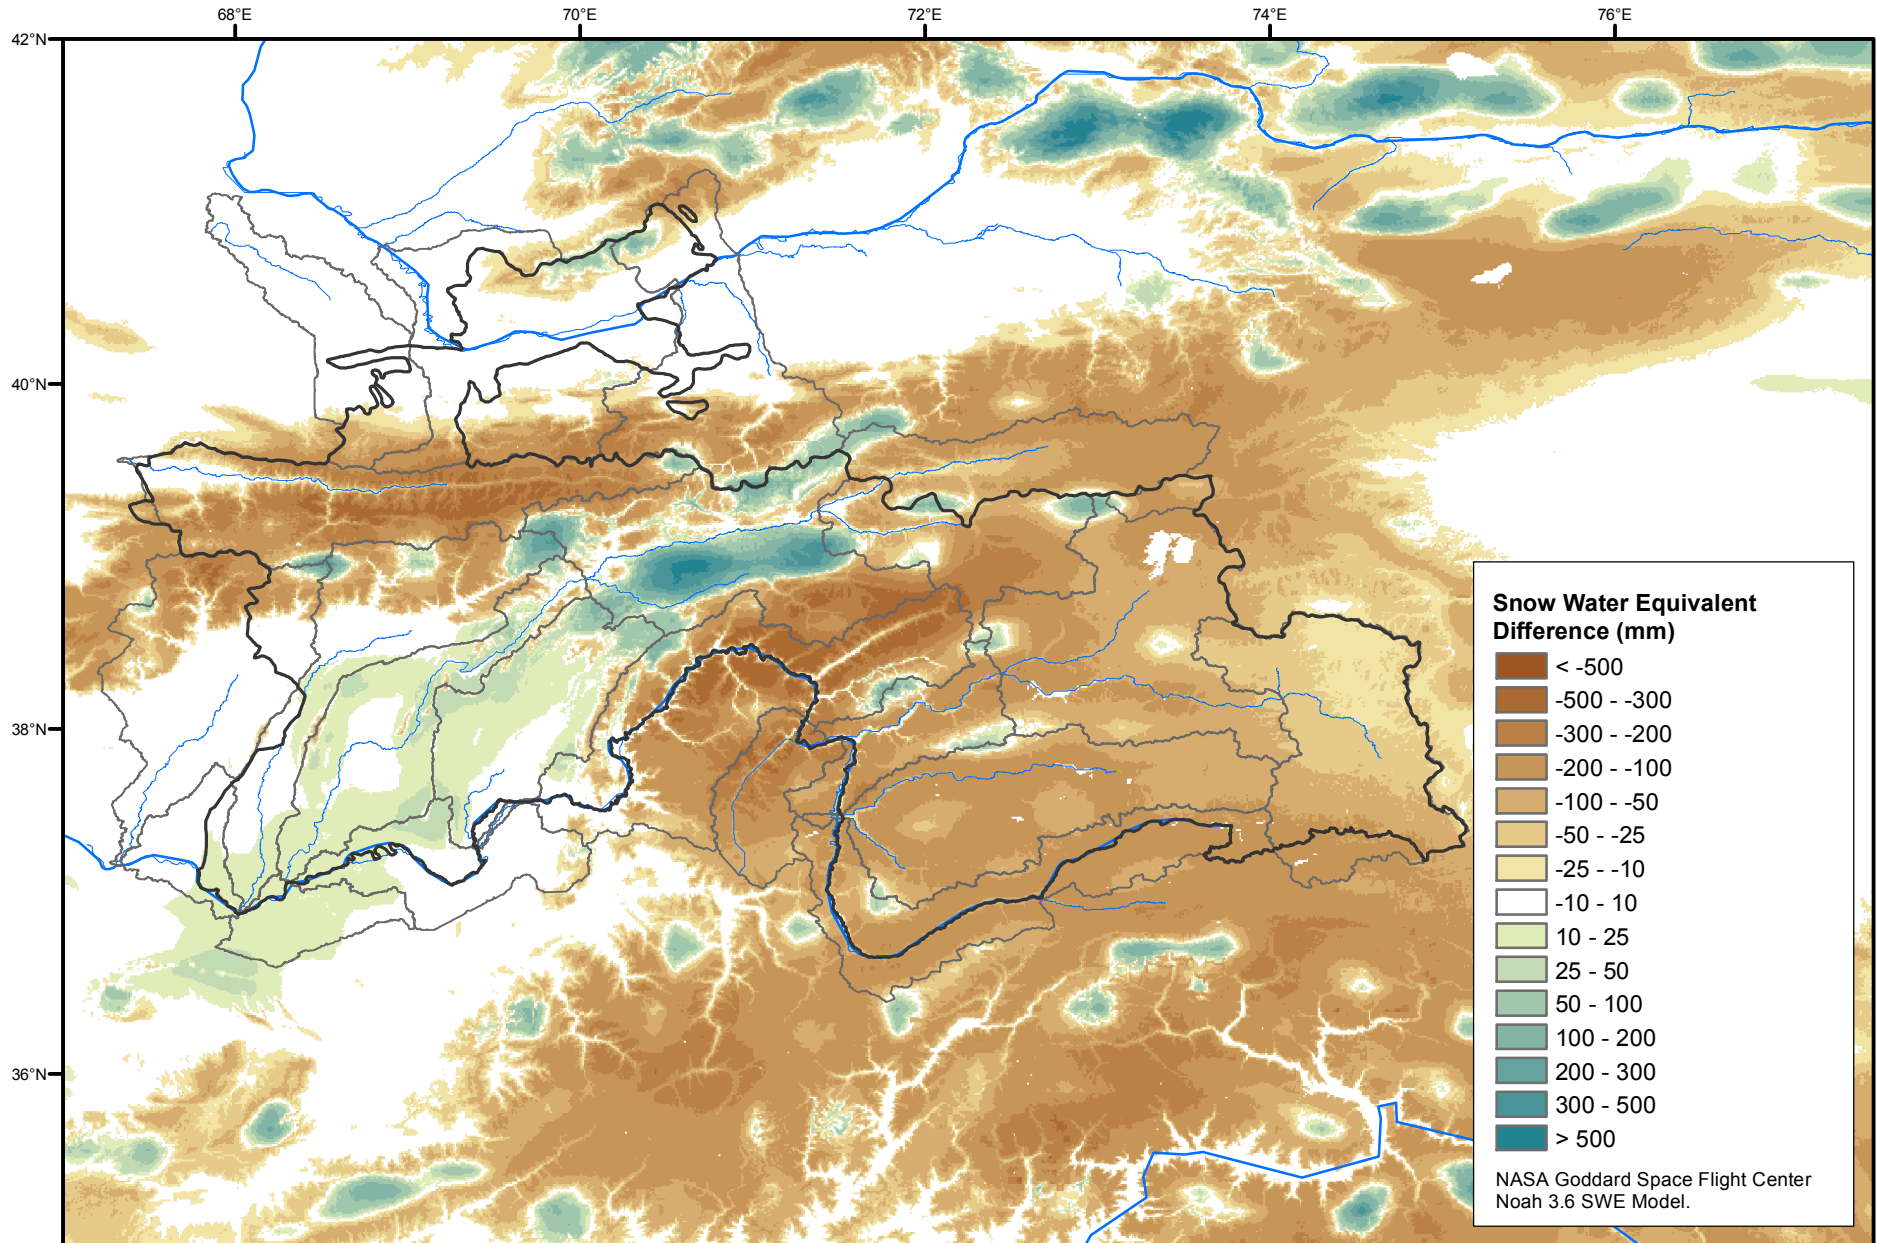 68°E
70°E
72°E
74°E
76°E
42°N
40°N
38°N
36°N
Snow Water Equivalent
Difference (mm)
< -500
-500 - -300
-300 - -200
-200 - -100
-100 - -50
-50 - -25
-25 - -10
-10 - 10
10 - 25
25 - 50
50 - 100
100 - 200
200 - 300
300 - 500
> 500
NASA Goddard Space Flight Center
Noah 3.6 SWE Model.